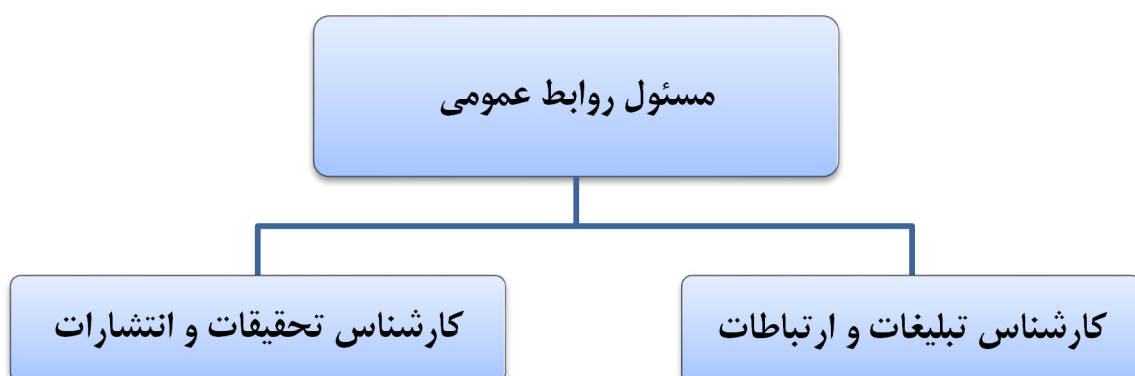 مسئول روابط عمومی
کارشناس تبلیغات و ارتباطات
کارشناس تحقیقات و انتشارات